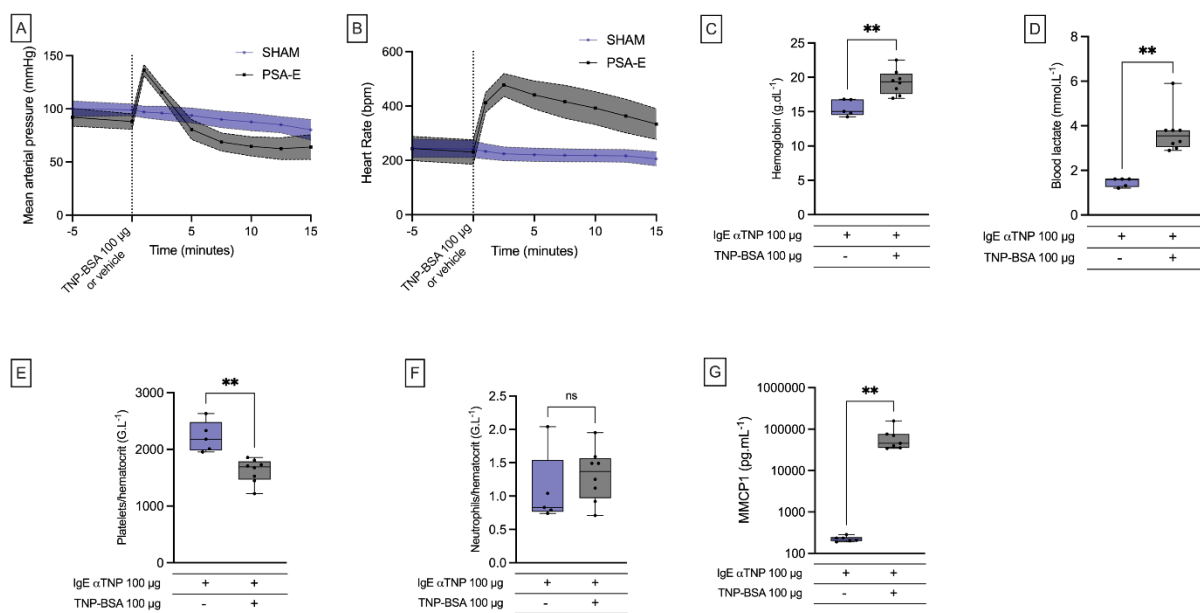 A
Mean arterial pressure (mmHg)
150
100
50
0
-5
0
5
10
15
Time (minutes)
TNP-BSA 100 µg
or vehicle
SHAM
PSA-E
B
Heart Rate (bpm)
600
400
200
0
-5
0
5
10
15
Time (minutes)
TNP-BSA 100 µg
or vehicle
SHAM
PSA-E
C
**
Hemoglobin (g.dL-1)
25
20
15
10
5
0
IgE αTNP 100 µg + +
TNP-BSA 100 µg - +
D
**
Blood lactate (mmol.L-1)
8
6
4
2
0
IgE αTNP 100 µg + +
TNP-BSA 100 µg - +
E
**
Platelets/hematocrit (G.L-1)
3000
2000
1000
0
IgE αTNP 100 µg + +
TNP-BSA 100 µg - +
F
ns
Neutrophils/hematocrit (G.L-1)
2.5
2.0
1.5
1.0
0.5
0.0
IgE αTNP 100 µg + +
TNP-BSA 100 µg - +
G
**
MMCP1 (pg.mL-1)
1000000
100000
10000
1000
100
IgE αTNP 100 µg + +
TNP-BSA 100 µg - +